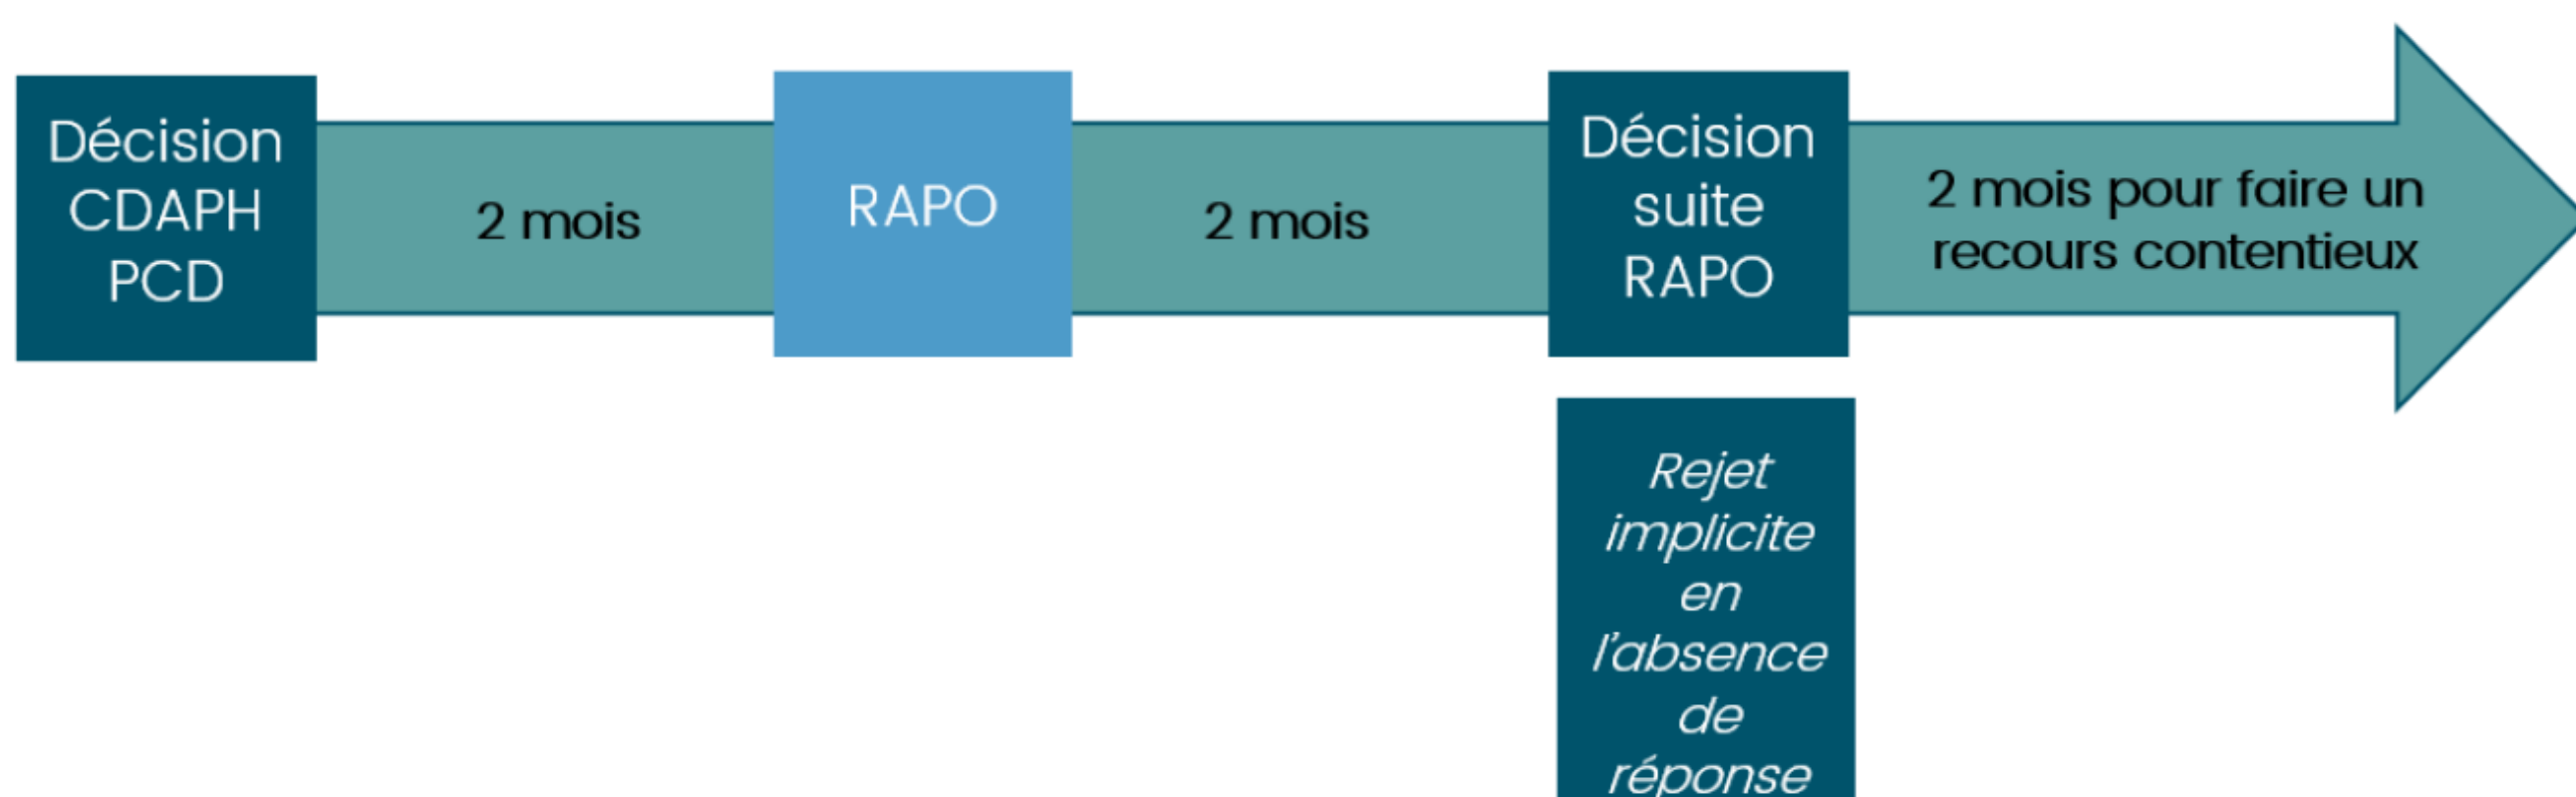 Décision
CDAPH
PCD
2 mois
RAPO
2 mois
Décision
suite
RAPO
2 mois pour faire un
recours contentieux
Rejet
implicite
en
l'absence
de
réponse